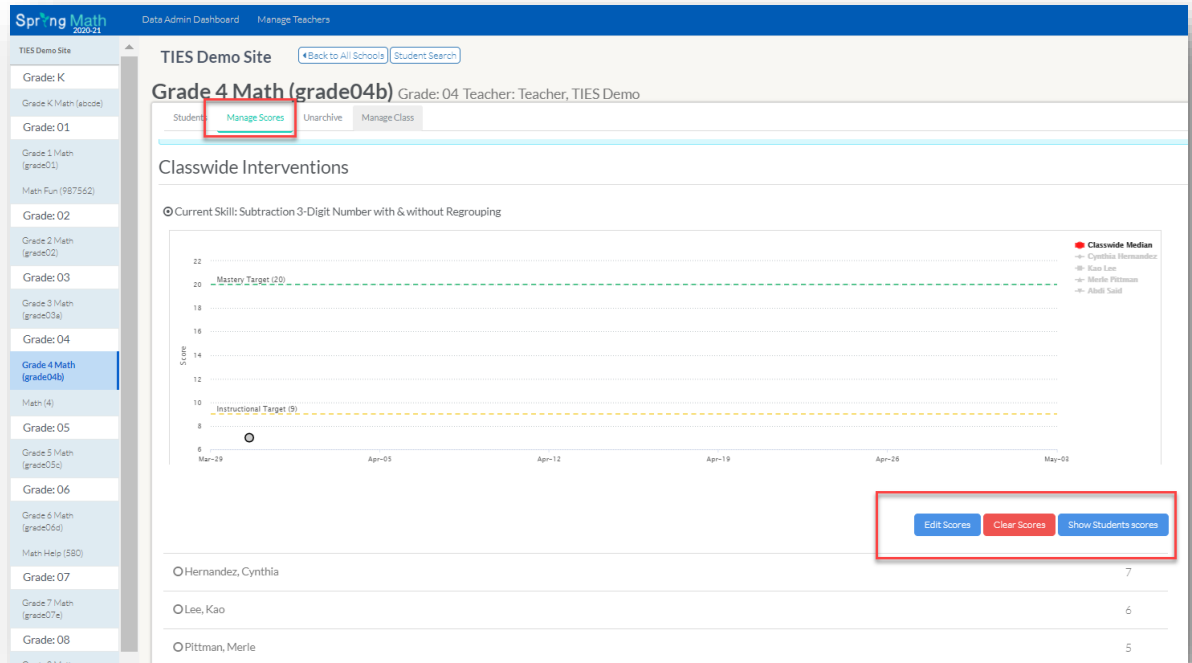 Spring Math
2020-21
Data Admin Dashboard Manage Teachers
TIES Demo Site
Grade: K
Grade K Math (abcde)
Grade: 01
Grade 1 Math
(grade01)
Math Fun (987562)
Grade: 02
Grade 2 Math
(grade02)
Grade: 03
Grade 3 Math
(grade03a)
Grade: 04
Grade 4 Math
(grade04b)
Math (4)
Grade: 05
Grade 5 Math
(grade05c)
Grade: 06
Grade 6 Math
(grade06d)
Math Help (580)
Grade: 07
Grade 7 Math
(grade07e)
Grade: 08
TIES Demo Site Back to All Schools Student Search
Grade 4 Math (grade04b) Grade: 04 Teacher: Teacher, TIES Demo
Students Manage Scores Unarchive Manage Class
Classwide Interventions
Current Skill: Subtraction 3-Digit Number with & without Regrouping
Classwide Median
Cynthia Hernandez
Kao Lee
Merle Pittman
Abdi Said
Score
22
20 Mastery Target (20)
18
16
14
12
10 Instructional Target (9)
8
6
Mar-29 Apr-05 Apr-12 Apr-19 Apr-26 May-03
Edit Scores Clear Scores Show Students scores
Hernandez, Cynthia 7
Lee, Kao 6
Pittman, Merle 5